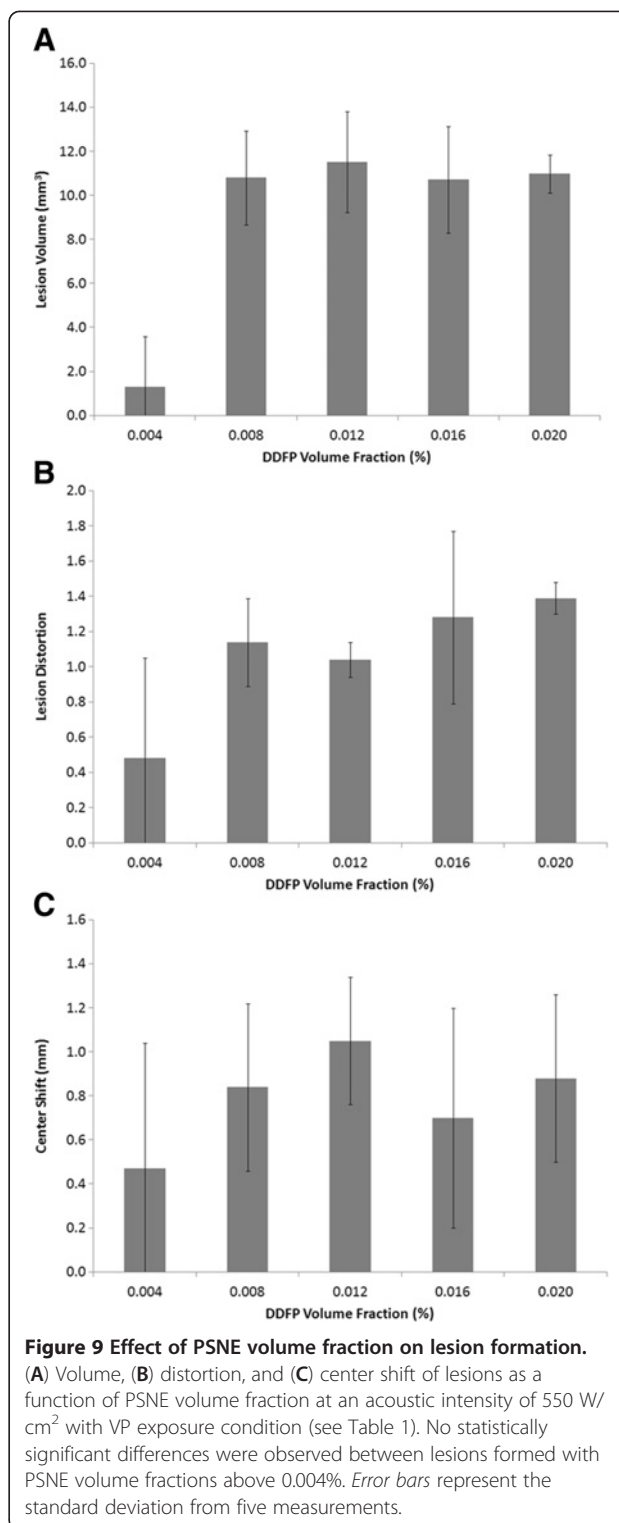 A
16.0
14.0
12.0
10.0
8.0
6.0
4.0
2.0
0.0
Lesion Volume (mm³)
0.004 0.008 0.012 0.016 0.020
DDFP Volume Fraction (%)
B
2.0
1.8
1.6
1.4
1.2
1.0
0.8
0.6
0.4
0.2
0.0
Lesion Distortion
0.004 0.008 0.012 0.016 0.020
DDFP Volume Fraction (%)
C
1.6
1.4
1.2
1.0
0.8
0.6
0.4
0.2
0.0
Center Shift (mm)
0.004 0.008 0.012 0.016 0.020
DDFP Volume Fraction (%)
Figure 9 Effect of PSNE volume fraction on lesion formation.
(A) Volume, (B) distortion, and (C) center shift of lesions as a
function of PSNE volume fraction at an acoustic intensity of 550 W/
cm² with VP exposure condition (see Table 1). No statistically
significant differences were observed between lesions formed with
PSNE volume fractions above 0.004%. Error bars represent the
standard deviation from five measurements.